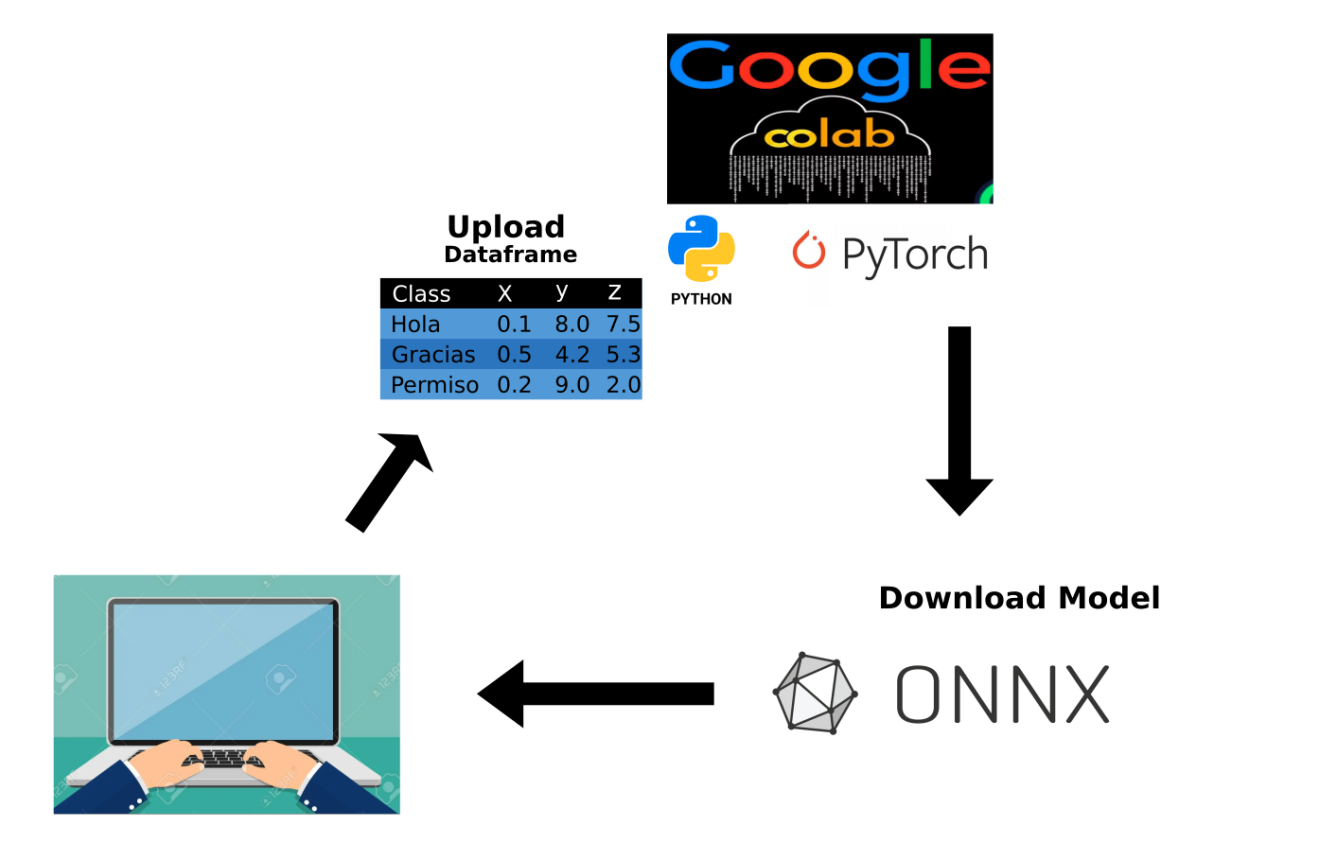 Google
colab
Upload
Dataframe
PYTHON
PyTorch
Class X y z
Hola 0.1 8.0 7.5
Gracias 0.5 4.2 5.3
Permiso 0.2 9.0 2.0
Download Model
ONNX
123RF